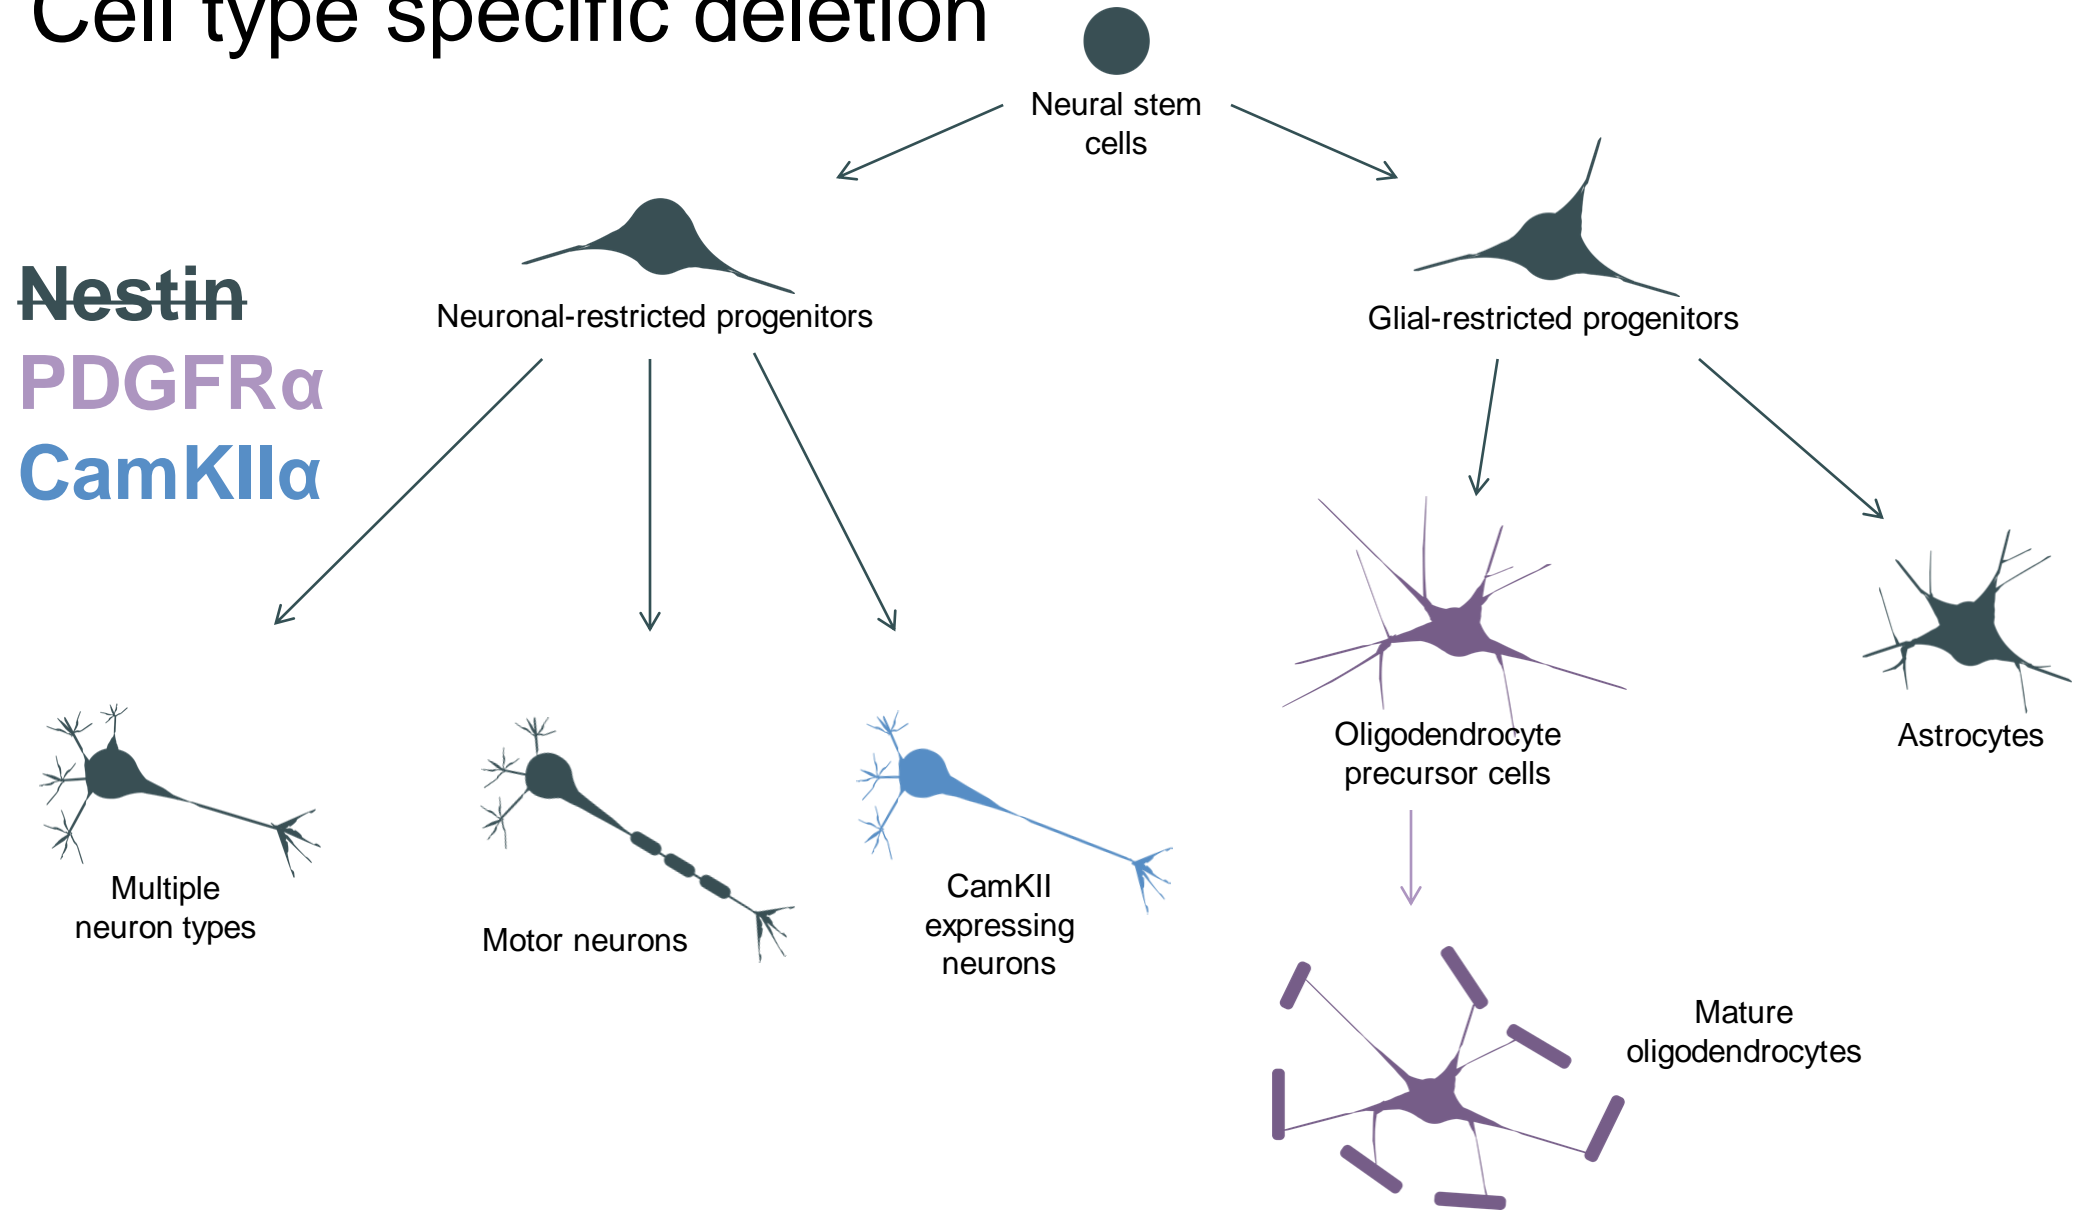 Cell type specific deletion
Neural stem
cells
Nestin
PDGFRα
CamKIIα
Neuronal-restricted progenitors
Glial-restricted progenitors
Multiple
neuron types
Motor neurons
CamKII
expressing
neurons
Oligodendrocyte
precursor cells
Astrocytes
Mature
oligodendrocytes